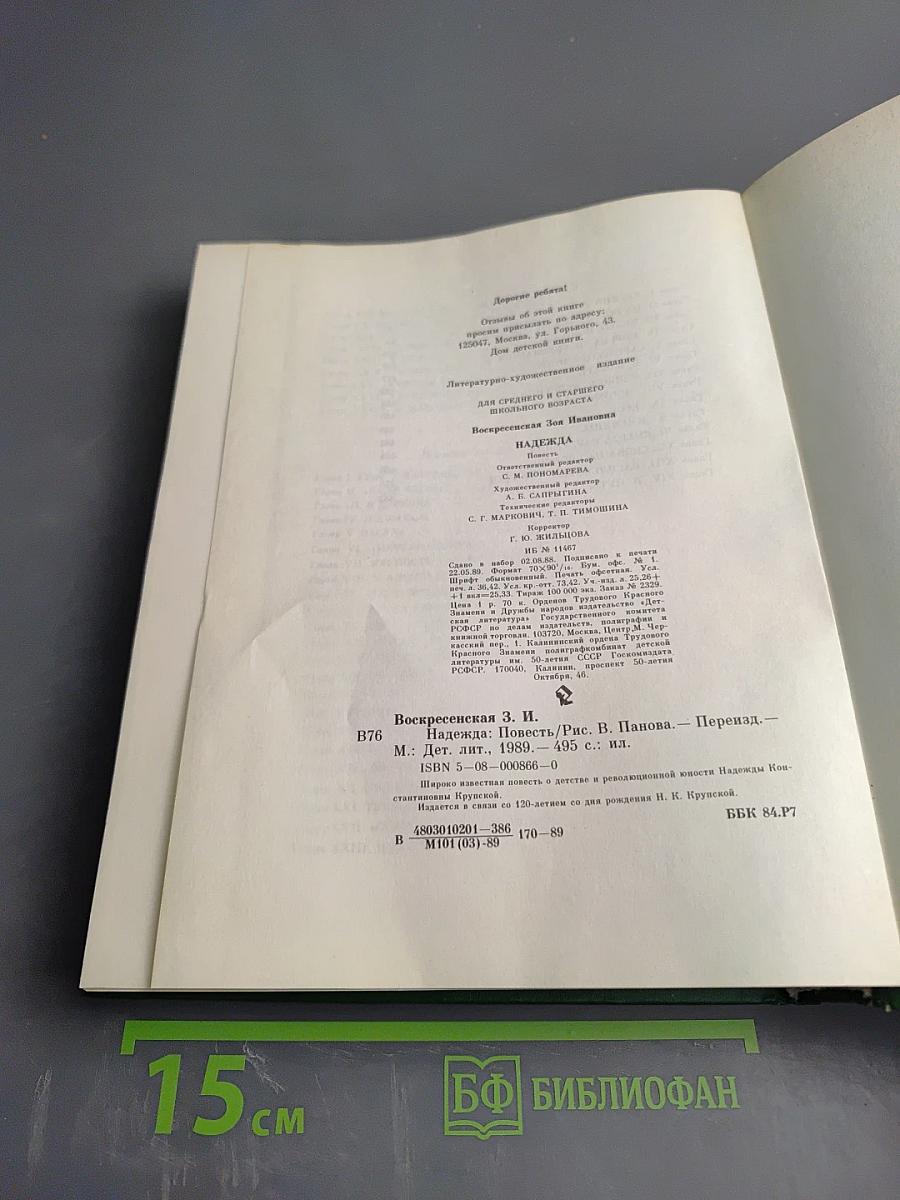 Дорогие ребята!
Отзывы об этой книге
просим присылать по адресу:
125047, Москва, ул. Горького, 43.
Дом детской книги.
Литературно-художественное издание
ДЛЯ СРЕДНЕГО И СТАРШЕГО
ШКОЛЬНОГО ВОЗРАСТА
Воскресенская Зоя Ивановна
НАДЕЖДА
Повесть
Ответственный редактор
С. М. ПОНОМАРЕВА
Художественный редактор
А. Б. САПРЫГИНА
Технические редакторы
С. Г. МАРКОВИЧ, Т. П. ТИМОШИНА
Корректор
Г. Ю. ЖИЛЬЦОВА
ИБ № 11467
Сдано в набор 02.08.88. Подписано к печати
22.05.89. Формат 70×90¹/₁₆. Бум. офс. № 1.
Шрифт обыкновенный. Печать офсетная. Усл.
печ. л. 36,42. Усл. кр.-отт. 73,42. Уч.-изд. л. 25,26+
+1 вкл=25,33. Тираж 100 000 экз. Заказ № 2329.
Цена 1 р. 70 к. Орденов Трудового Красного
Знамени и Дружбы народов издательство «Дет-
ская литература» Государственного комитета
РСФСР по делам издательств, полиграфии и
книжной торговли. 103720, Москва, Центр, М. Чер-
касский пер., 1. Калининский ордена Трудового
Красного Знамени полиграфкомбинат детской
литературы им. 50-летия СССР Госкомиздата
РСФСР. 170040, Калинин, проспект 50-летия
Октября, 46.
Воскресенская З. И.
В76 Надежда: Повесть/Рис. В. Панова.— Переизд.—
М.: Дет. лит., 1989.— 495 с.: ил.
ISBN 5—08—000866—0
Широко известная повесть о детстве и революционной юности Надежды Кон-
стантиновны Крупской.
Издается в связи со 120-летием со дня рождения Н. К. Крупской.
ББК 84.Р7
В 4803010201—386 170—89
М101(03)-89
15 см
БФ БИБЛИОФАН